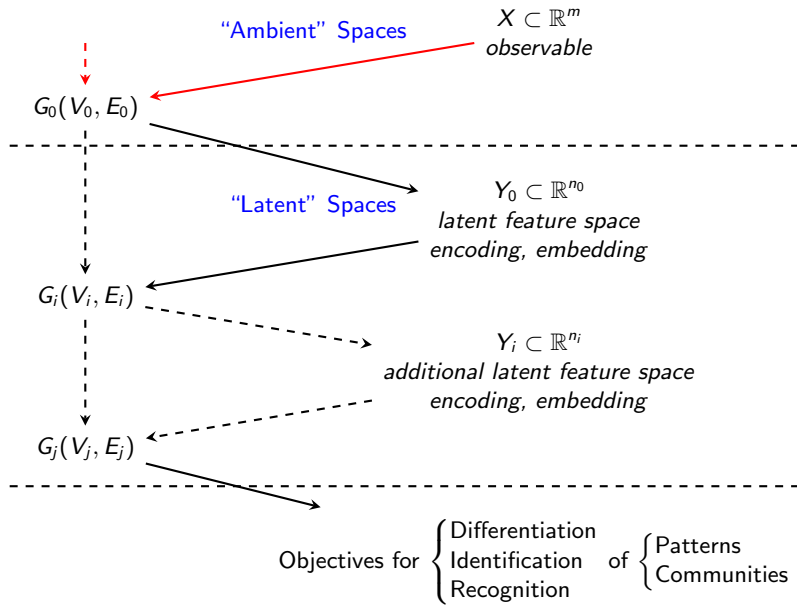 “Ambient” Spaces
X ⊂ ℝ^m
observable
G_0(V_0, E_0)
“Latent” Spaces
Y_0 ⊂ ℝ^{n_0}
latent feature space
encoding, embedding
G_i(V_i, E_i)
Y_i ⊂ ℝ^{n_i}
additional latent feature space
encoding, embedding
G_j(V_j, E_j)
Objectives for
Differentiation
Identification
Recognition
of
Patterns
Communities